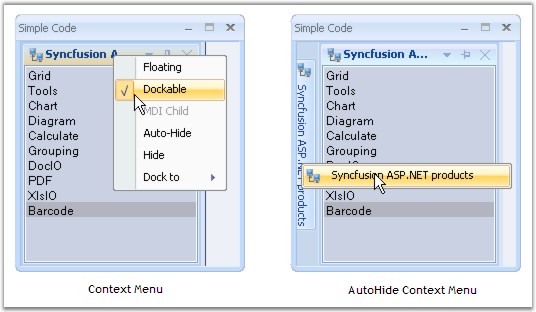 Simple Code
Syncfusion A...
Grid
Tools
Chart
Diagram
Calculate
Grouping
DocIO
PDF
XlsIO
Barcode
Floating
Dockable
MDI Child
Auto-Hide
Hide
Dock to
Context Menu
Simple Code
Syncfusion ASP.NET products
Syncfusion A...
Grid
Tools
Chart
Diagram
Calculate
Grouping
Syncfusion ASP.NET products
XlsIO
Barcode
AutoHide Context Menu